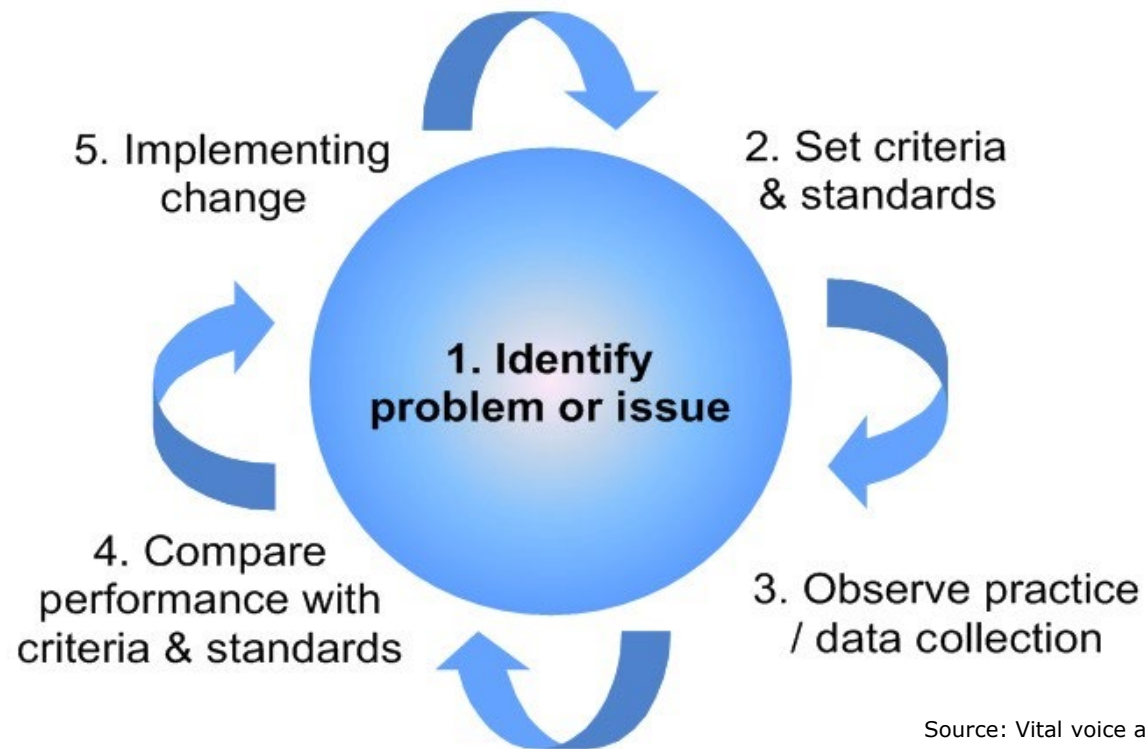 5. Implementing
change
2. Set criteria
& standards
1. Identify
problem or issue
4. Compare
performance with
criteria & standards
3. Observe practice
/ data collection
Source: Vital voice a